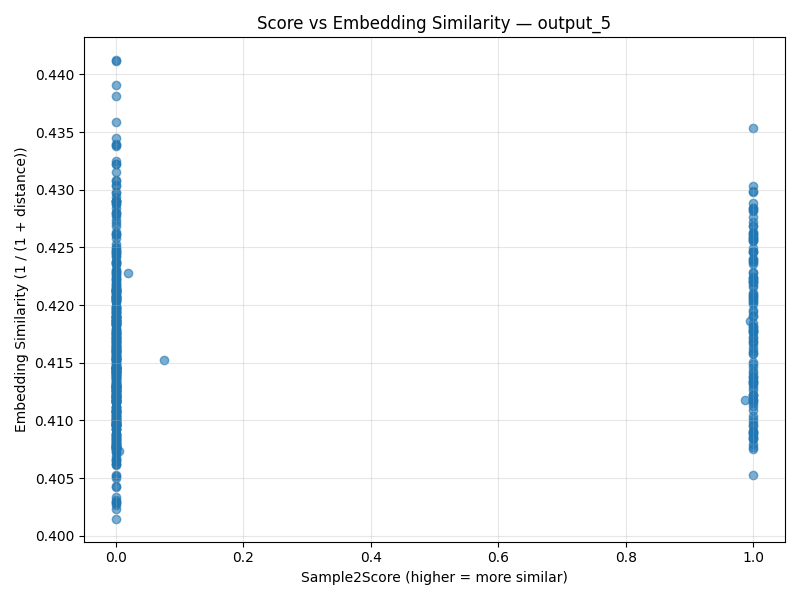 Score vs Embedding Similarity — output_5
Embedding Similarity (1 / (1 + distance))
0.440
0.435
0.430
0.425
0.420
0.415
0.410
0.405
0.400
0.0 0.2 0.4 0.6 0.8 1.0
Sample2Score (higher = more similar)